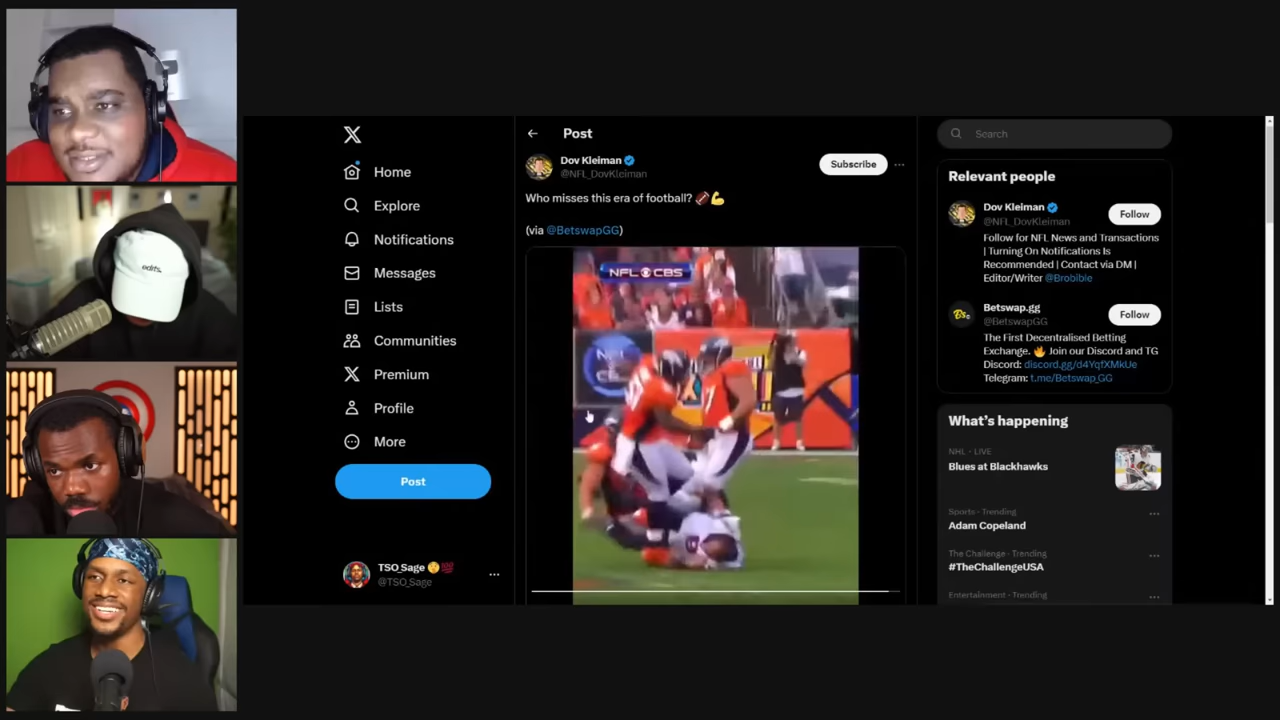 edits.
Home
Explore
Notifications
Messages
Lists
Communities
Premium
Profile
More
Post
TSO_Sage
@TSO_Sage
Post
Dov Kleiman
@NFL_DovKleiman
Subscribe
Who misses this era of football? 🏈💪
(via @BetswapGG)
NFL CBS
Search
Relevant people
Dov Kleiman
@NFL_DovKleiman
Follow
Follow for NFL News and Transactions
| Turning On Notifications Is
Recommended | Contact via DM |
Editor/Writer @Brobible
Betswap.gg
@BetswapGG
Follow
The First Decentralised Betting
Exchange. 🔥 Join our Discord and TG
Discord: discord.gg/d4YqfXMkUe
Telegram: t.me/Betswap_GG
What's happening
NHL · LIVE
Blues at Blackhawks
Sports · Trending
Adam Copeland
The Challenge · Trending
#TheChallengeUSA
Entertainment · Trending